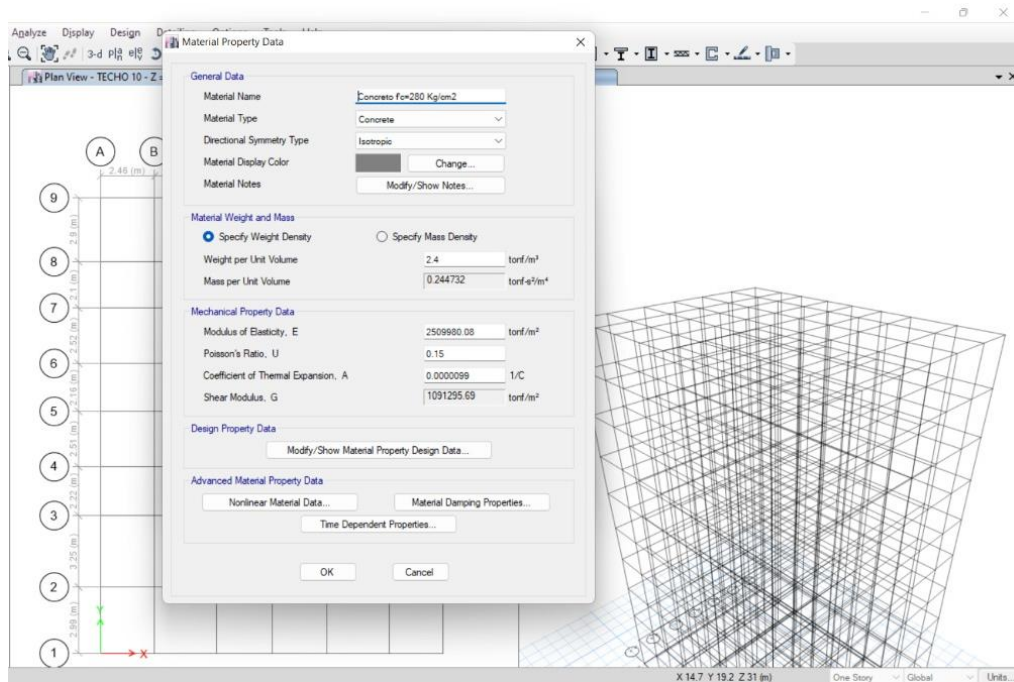 Analyze Display Design
3-d
Plan View - TECHO 10 - Z =
Material Property Data
General Data
Material Name Concreto f'c=280 Kg/cm2
Material Type Concrete
Directional Symmetry Type Isotropic
Material Display Color Change...
Material Notes Modify/Show Notes...
Material Weight and Mass
Specify Weight Density Specify Mass Density
Weight per Unit Volume 2.4 tonf/m³
Mass per Unit Volume 0.244732 tonf-s²/m⁴
Mechanical Property Data
Modulus of Elasticity, E 2509980.08 tonf/m²
Poisson's Ratio, U 0.15
Coefficient of Thermal Expansion, A 0.0000099 1/C
Shear Modulus, G 1091295.69 tonf/m²
Design Property Data
Modify/Show Material Property Design Data...
Advanced Material Property Data
Nonlinear Material Data... Material Damping Properties...
Time Dependent Properties...
OK Cancel
A B
2.46 (m)
9
2.9 (m)
8
2.1 (m)
7
2.52 (m)
6
2.16 (m)
5
2.51 (m)
4
2.22 (m)
3
3.25 (m)
2
2.99 (m)
1
Y
X
X 14.7 Y 19.2 Z 31 (m) One Story Global Units...